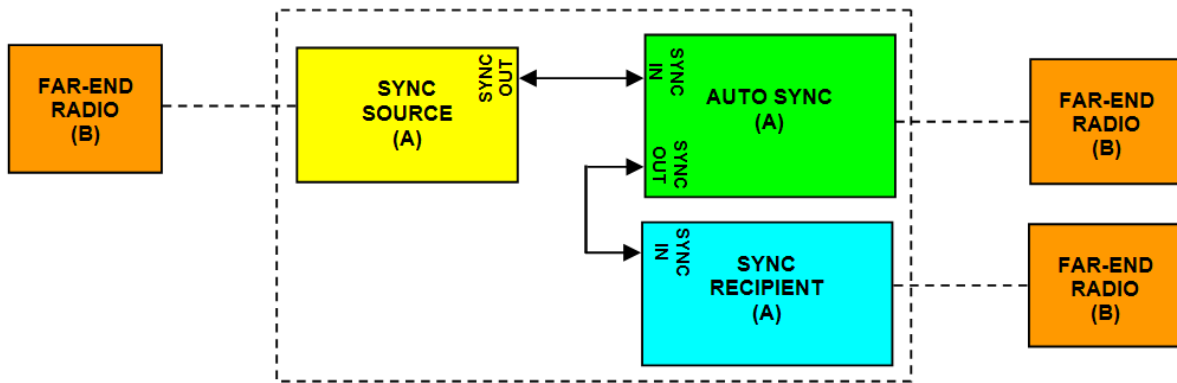 FAR-END
RADIO
(B)
SYNC
SOURCE
(A)
SYNC
OUT
SYNC
IN
AUTO SYNC
(A)
SYNC
OUT
FAR-END
RADIO
(B)
SYNC
IN
SYNC
RECIPIENT
(A)
FAR-END
RADIO
(B)